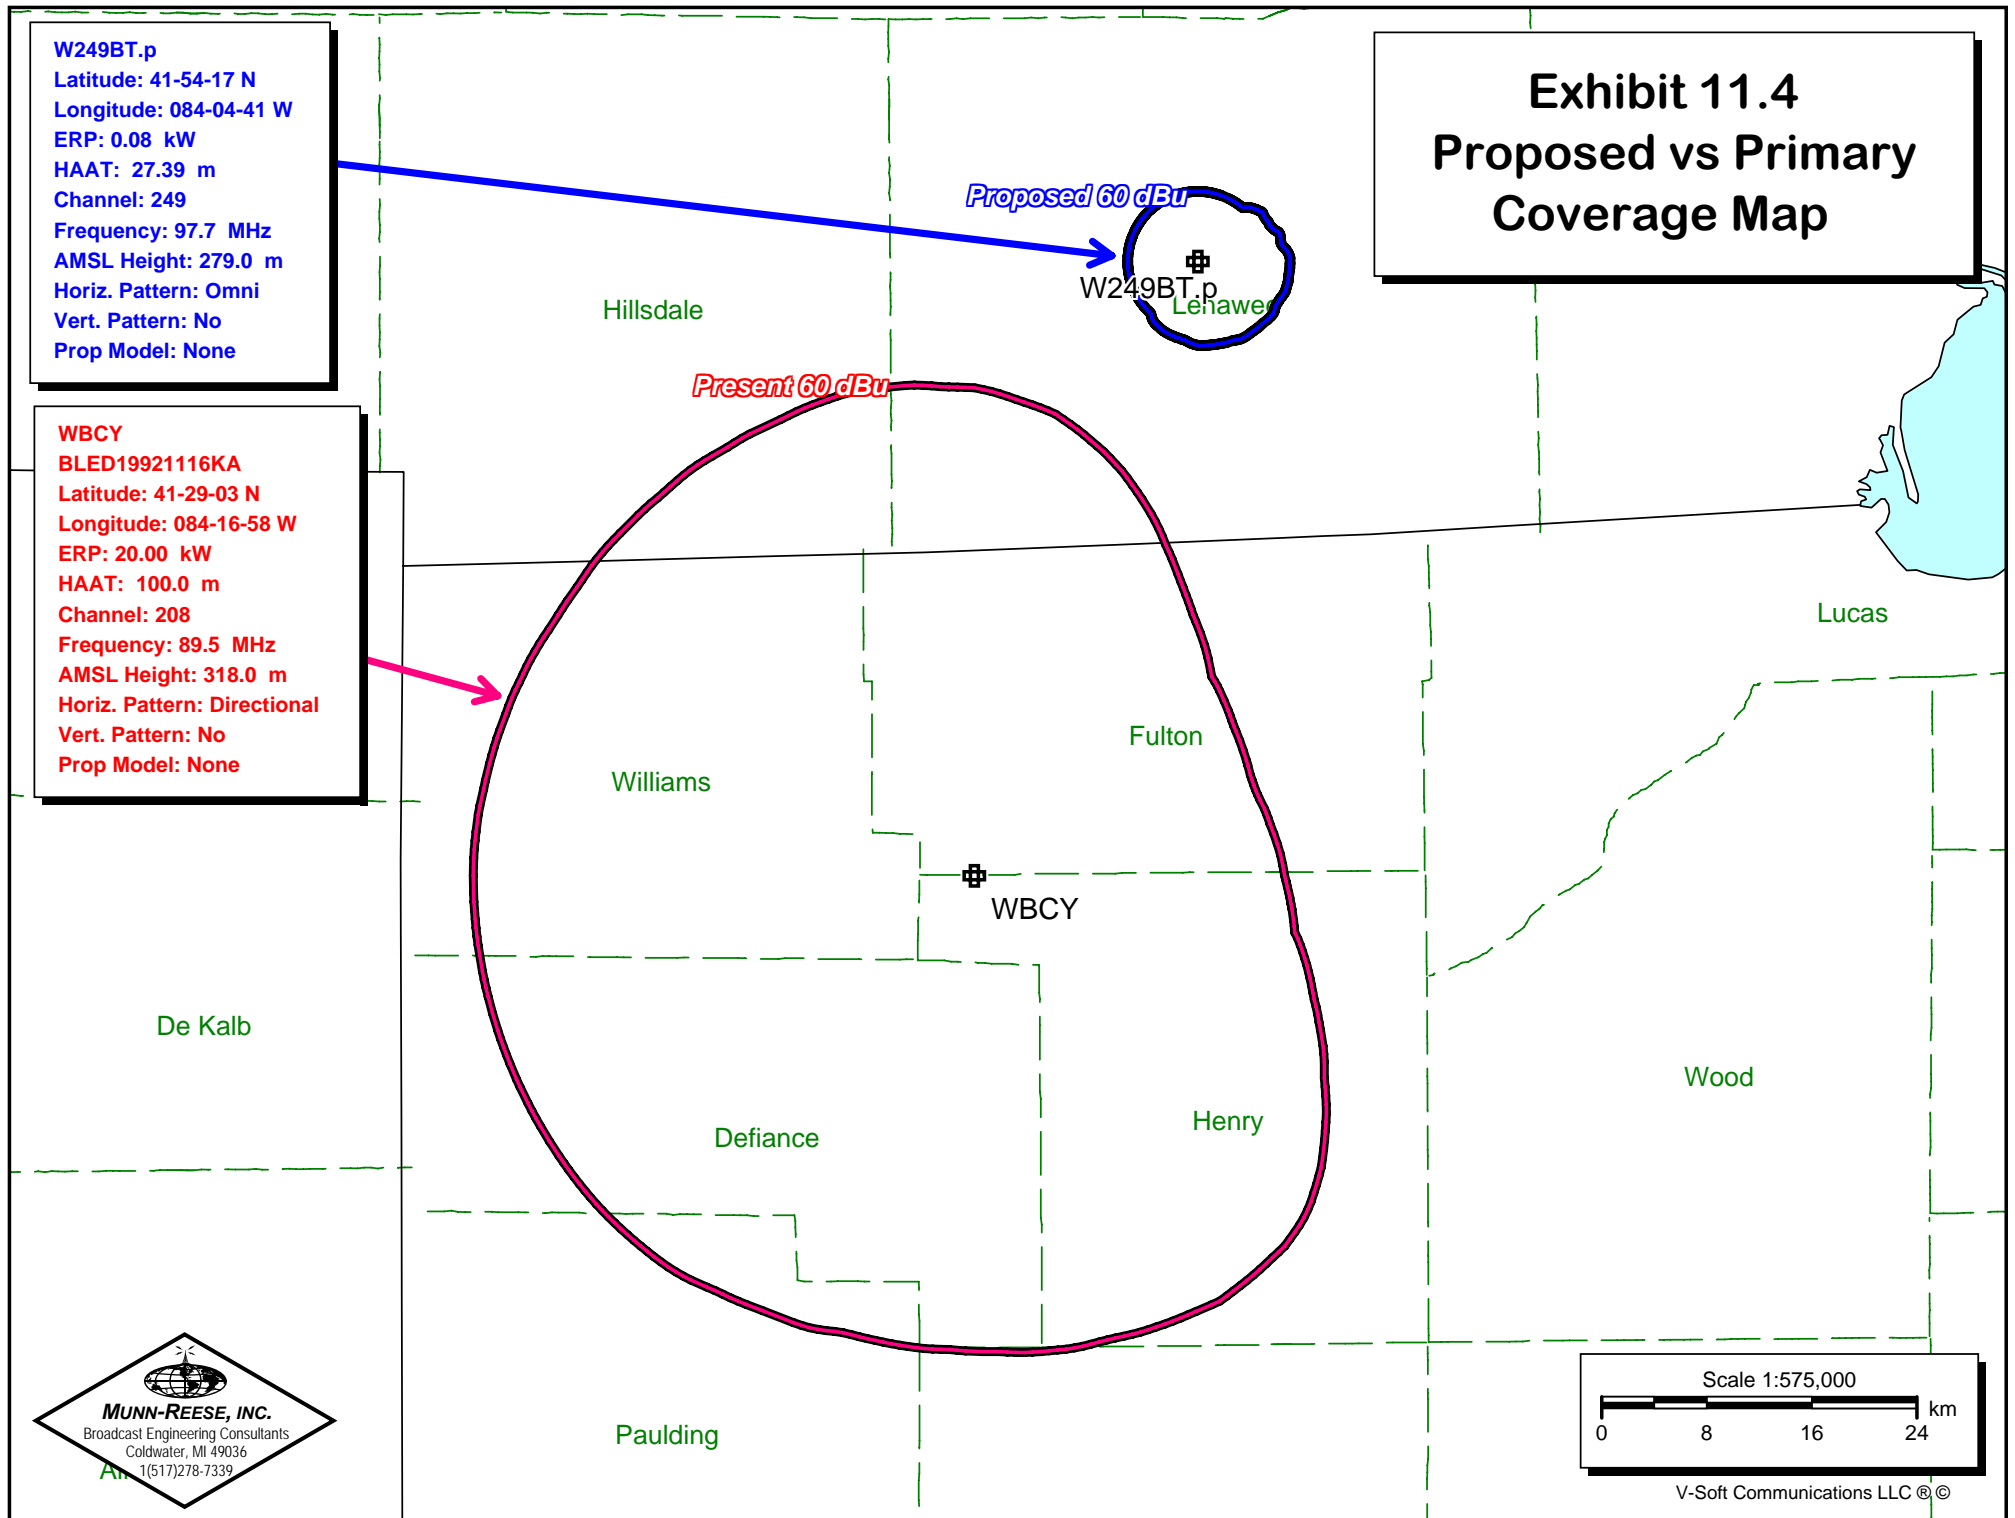 W249BT.p
Latitude: 41-54-17 N
Longitude: 084-04-41 W
ERP: 0.08 kW
HAAT: 27.39 m
Channel: 249
Frequency: 97.7 MHz
AMSL Height: 279.0 m
Horiz. Pattern: Omni
Vert. Pattern: No
Prop Model: None
Exhibit 11.4
Proposed vs Primary
Coverage Map
Proposed 60 dBu
W249BT.p
Lenawee
Hillsdale
Present 60 dBu
WBCY
BLED19921116KA
Latitude: 41-29-03 N
Longitude: 084-16-58 W
ERP: 20.00 kW
HAAT: 100.0 m
Channel: 208
Frequency: 89.5 MHz
AMSL Height: 318.0 m
Horiz. Pattern: Directional
Vert. Pattern: No
Prop Model: None
Lucas
Fulton
Williams
WBCY
De Kalb
Wood
Henry
Defiance
Paulding
MUNN-REESE, INC.
Broadcast Engineering Consultants
Coldwater, MI 49036
1(517)278-7339
Scale 1:575,000
km
0 8 16 24
V-Soft Communications LLC ® ©